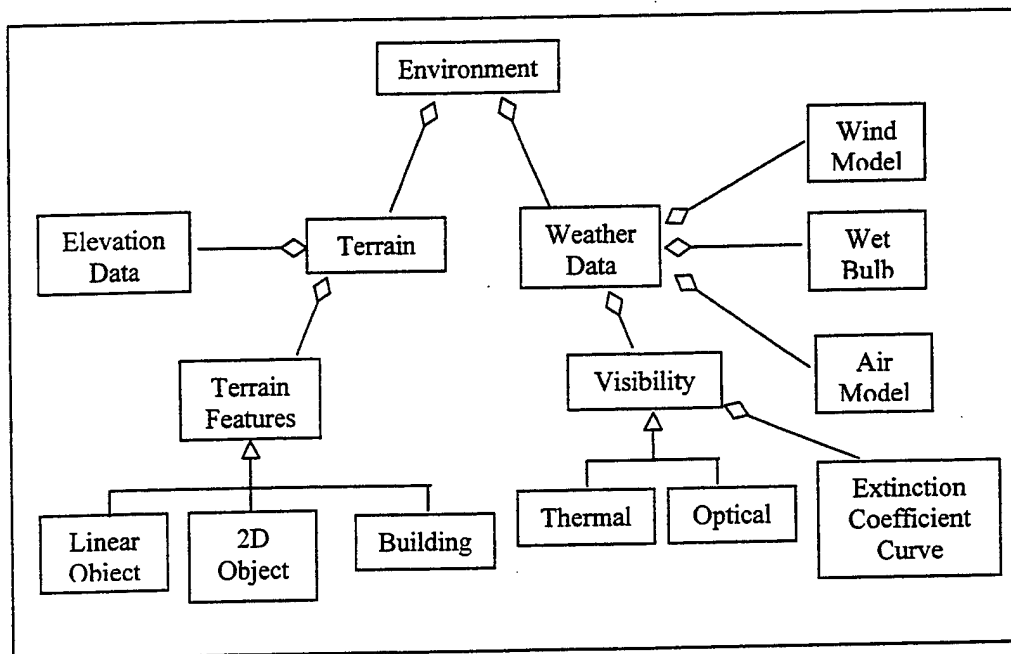 Environment
Wind
Model
Elevation
Data
Terrain
Weather
Data
Wet
Bulb
Terrain
Features
Visibility
Air
Model
Linear
Object
2D
Object
Building
Thermal
Optical
Extinction
Coefficient
Curve